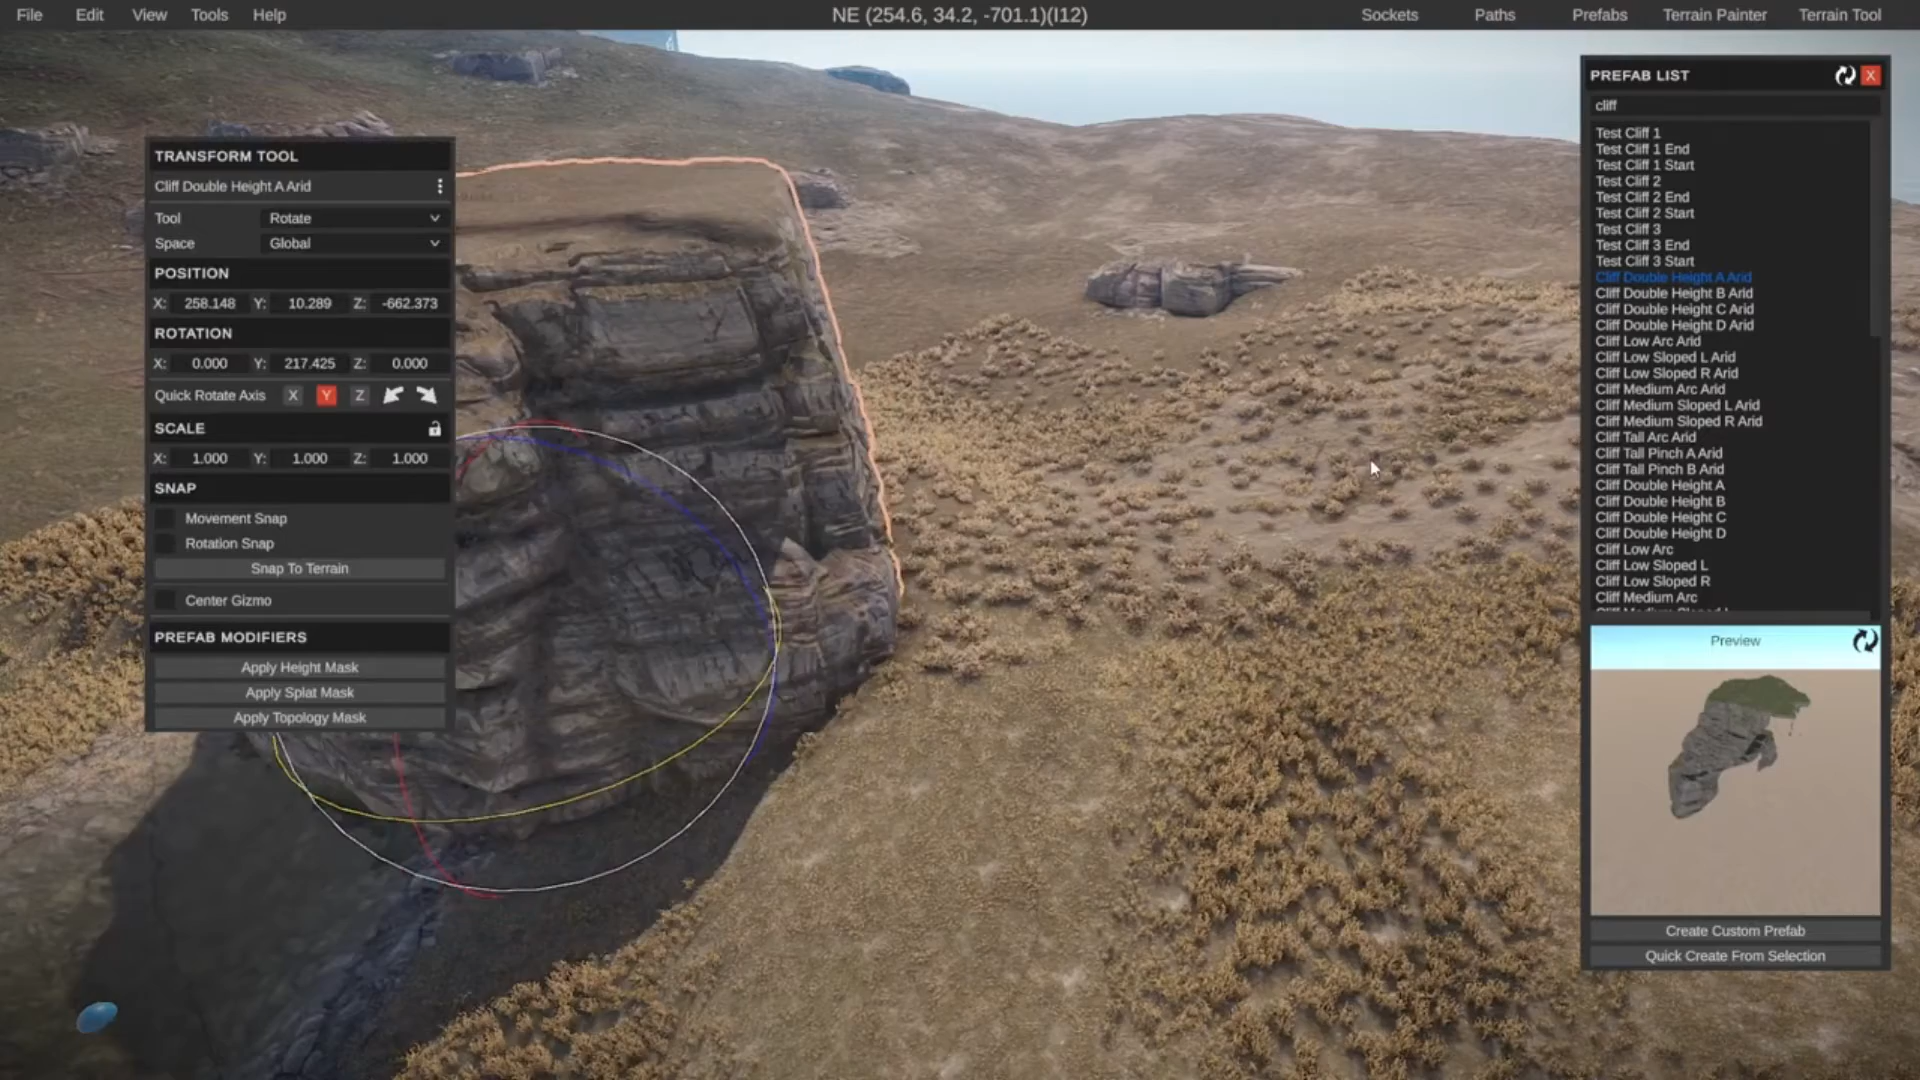 File Edit View Tools Help NE (254.6, 34.2, -701.1)(I12) Sockets Paths Prefabs Terrain Painter Terrain Tool
TRANSFORM TOOL
Cliff Double Height A Arid
Tool Rotate
Space Global
POSITION
X: 258.148 Y: 10.289 Z: -662.373
ROTATION
X: 0.000 Y: 217.425 Z: 0.000
Quick Rotate Axis X Y Z
SCALE
X: 1.000 Y: 1.000 Z: 1.000
SNAP
Movement Snap
Rotation Snap
Snap To Terrain
Center Gizmo
PREFAB MODIFIERS
Apply Height Mask
Apply Splat Mask
Apply Topology Mask
PREFAB LIST X
cliff
Test Cliff 1
Test Cliff 1 End
Test Cliff 1 Start
Test Cliff 2
Test Cliff 2 End
Test Cliff 2 Start
Test Cliff 3
Test Cliff 3 End
Test Cliff 3 Start
Cliff Double Height A Arid
Cliff Double Height B Arid
Cliff Double Height C Arid
Cliff Double Height D Arid
Cliff Low Arc Arid
Cliff Low Sloped L Arid
Cliff Low Sloped R Arid
Cliff Medium Arc Arid
Cliff Medium Sloped L Arid
Cliff Medium Sloped R Arid
Cliff Tall Arc Arid
Cliff Tall Pinch A Arid
Cliff Tall Pinch B Arid
Cliff Double Height A
Cliff Double Height B
Cliff Double Height C
Cliff Double Height D
Cliff Low Arc
Cliff Low Sloped L
Cliff Low Sloped R
Cliff Medium Arc
Preview
Create Custom Prefab
Quick Create From Selection